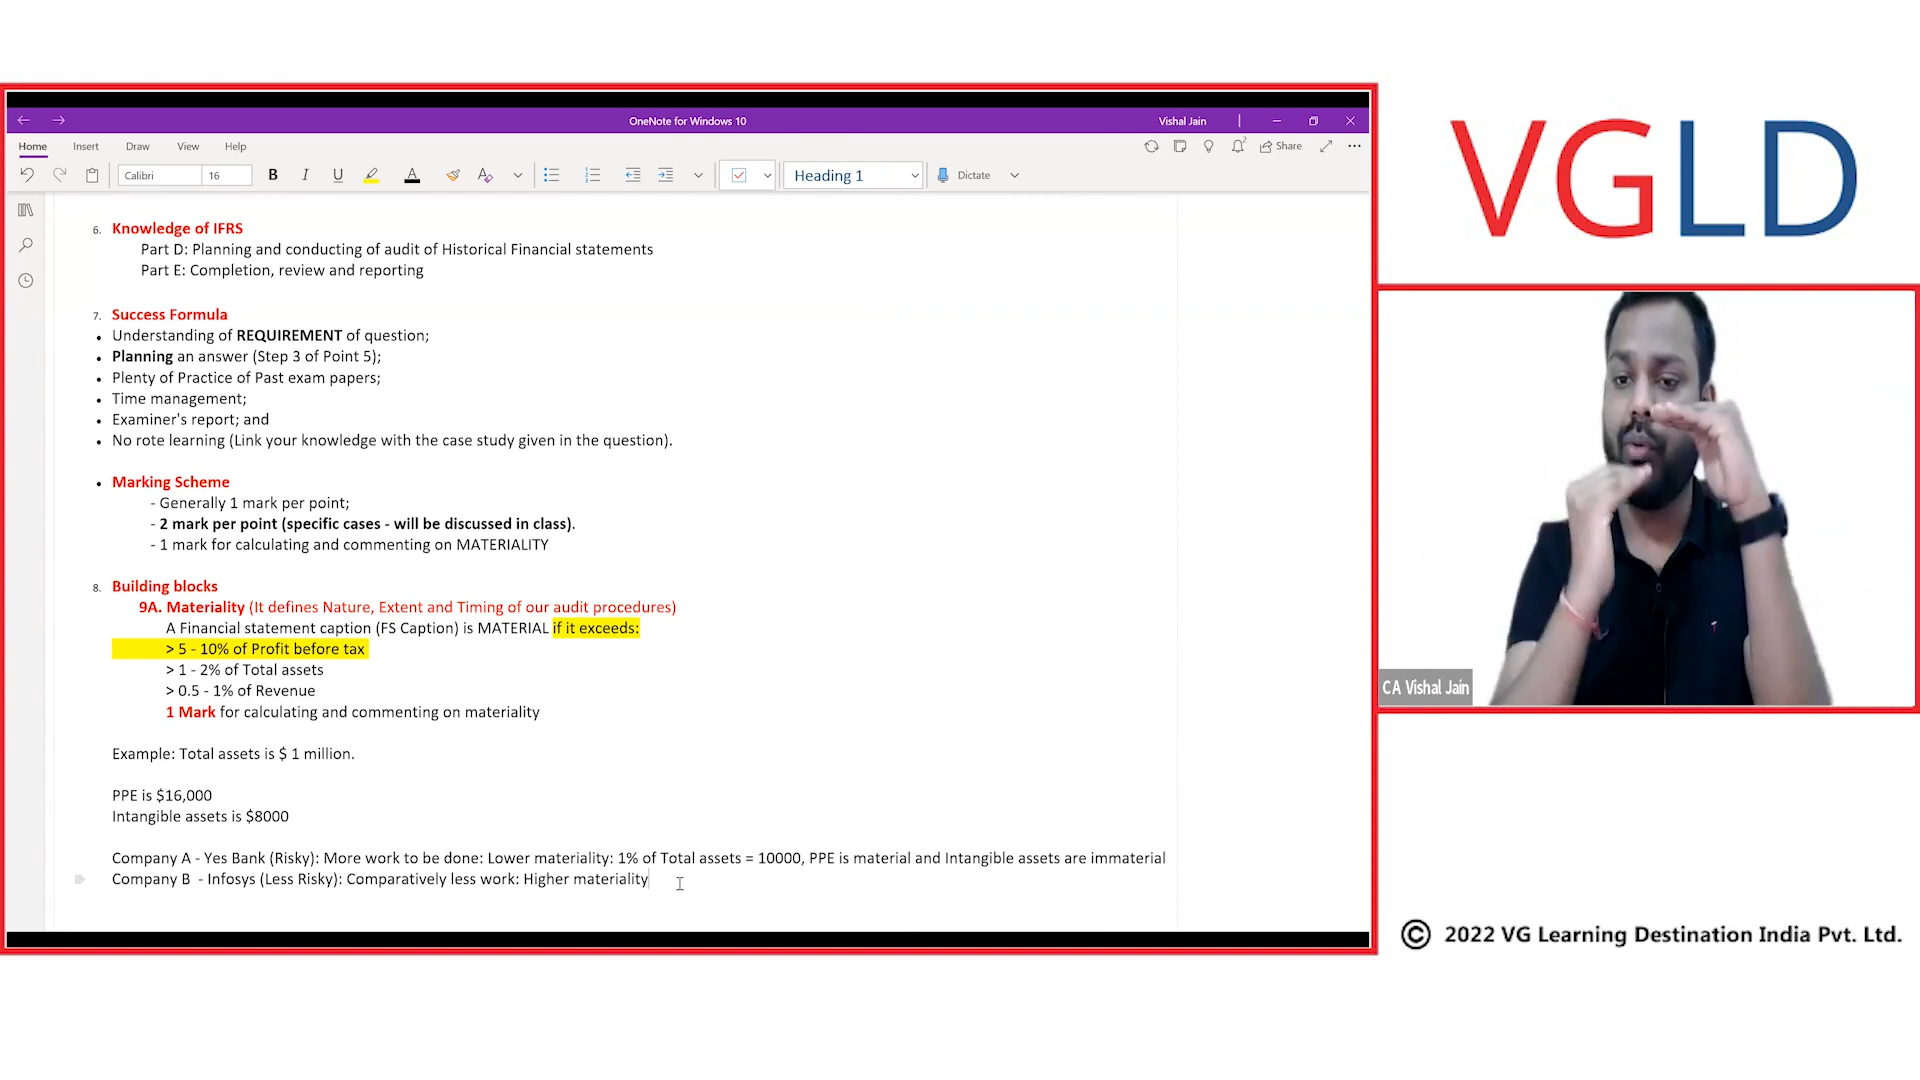 OneNote for Windows 10
Vishal Jain
Home Insert Draw View Help
Share
Calibri 16 B I U A Heading 1 Dictate
6. Knowledge of IFRS
Part D: Planning and conducting of audit of Historical Financial statements
Part E: Completion, review and reporting
7. Success Formula
• Understanding of REQUIREMENT of question;
• Planning an answer (Step 3 of Point 5);
• Plenty of Practice of Past exam papers;
• Time management;
• Examiner's report; and
• No rote learning (Link your knowledge with the case study given in the question).
• Marking Scheme
- Generally 1 mark per point;
- 2 mark per point (specific cases - will be discussed in class).
- 1 mark for calculating and commenting on MATERIALITY
8. Building blocks
9A. Materiality (It defines Nature, Extent and Timing of our audit procedures)
A Financial statement caption (FS Caption) is MATERIAL if it exceeds:
> 5 - 10% of Profit before tax
> 1 - 2% of Total assets
> 0.5 - 1% of Revenue
1 Mark for calculating and commenting on materiality
Example: Total assets is $ 1 million.
PPE is $16,000
Intangible assets is $8000
Company A - Yes Bank (Risky): More work to be done: Lower materiality: 1% of Total assets = 10000, PPE is material and Intangible assets are immaterial
Company B - Infosys (Less Risky): Comparatively less work: Higher materiality
VGLD
CA Vishal Jain
© 2022 VG Learning Destination India Pvt. Ltd.